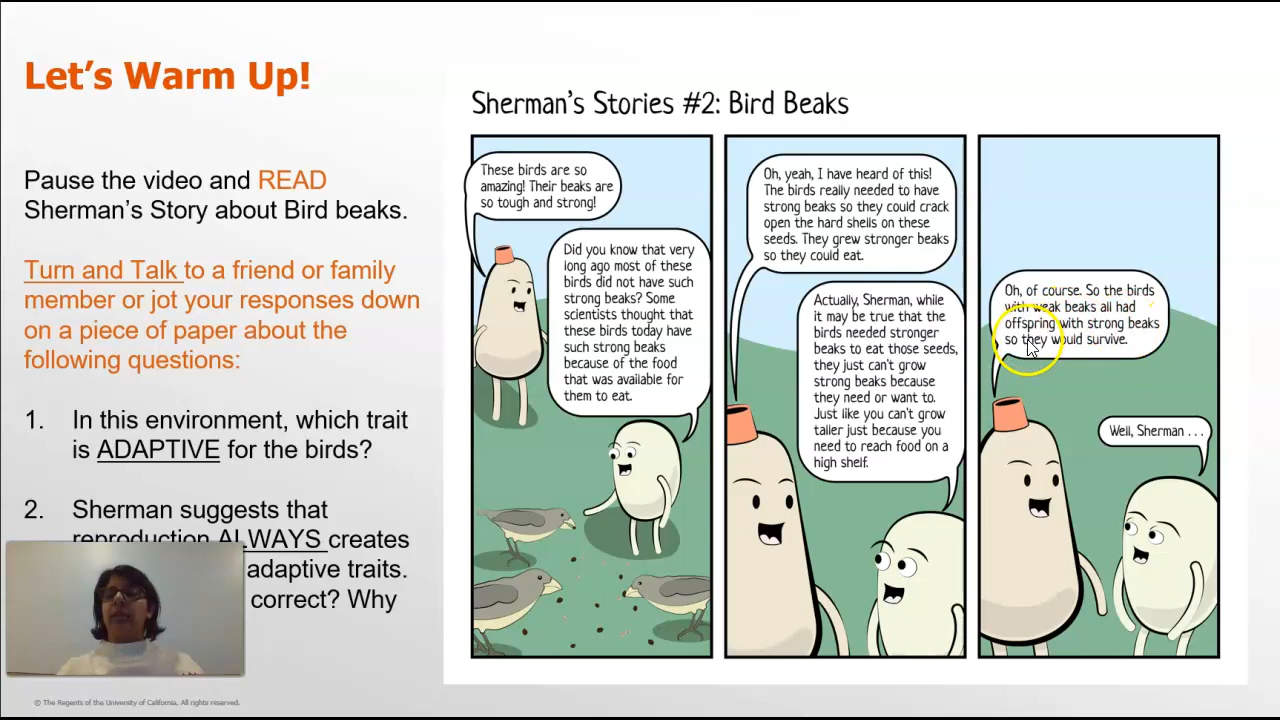 Let's Warm Up!
Pause the video and READ
Sherman's Story about Bird beaks.
Turn and Talk to a friend or family
member or jot your responses down
on a piece of paper about the
following questions:
1. In this environment, which trait
is ADAPTIVE for the birds?
2. Sherman suggests that
reproduction ALWAYS creates
adaptive traits.
correct? Why
© The Regents of the University of California. All rights reserved.
Sherman's Stories #2: Bird Beaks
These birds are so
amazing! Their beaks are
so tough and strong!
Did you know that very
long ago most of these
birds did not have such
strong beaks? Some
scientists thought that
these birds today have
such strong beaks
because of the food
that was available for
them to eat.
Oh, yeah, I have heard of this!
The birds really needed to have
strong beaks so they could crack
open the hard shells on these
seeds. They grew stronger beaks
so they could eat.
Actually, Sherman, while
it may be true that the
birds needed stronger
beaks to eat those seeds,
they just can't grow
strong beaks because
they need or want to.
Just like you can't grow
taller just because you
need to reach food on a
high shelf.
Oh, of course. So the birds
with weak beaks all had
offspring with strong beaks
so they would survive.
Well, Sherman . . .